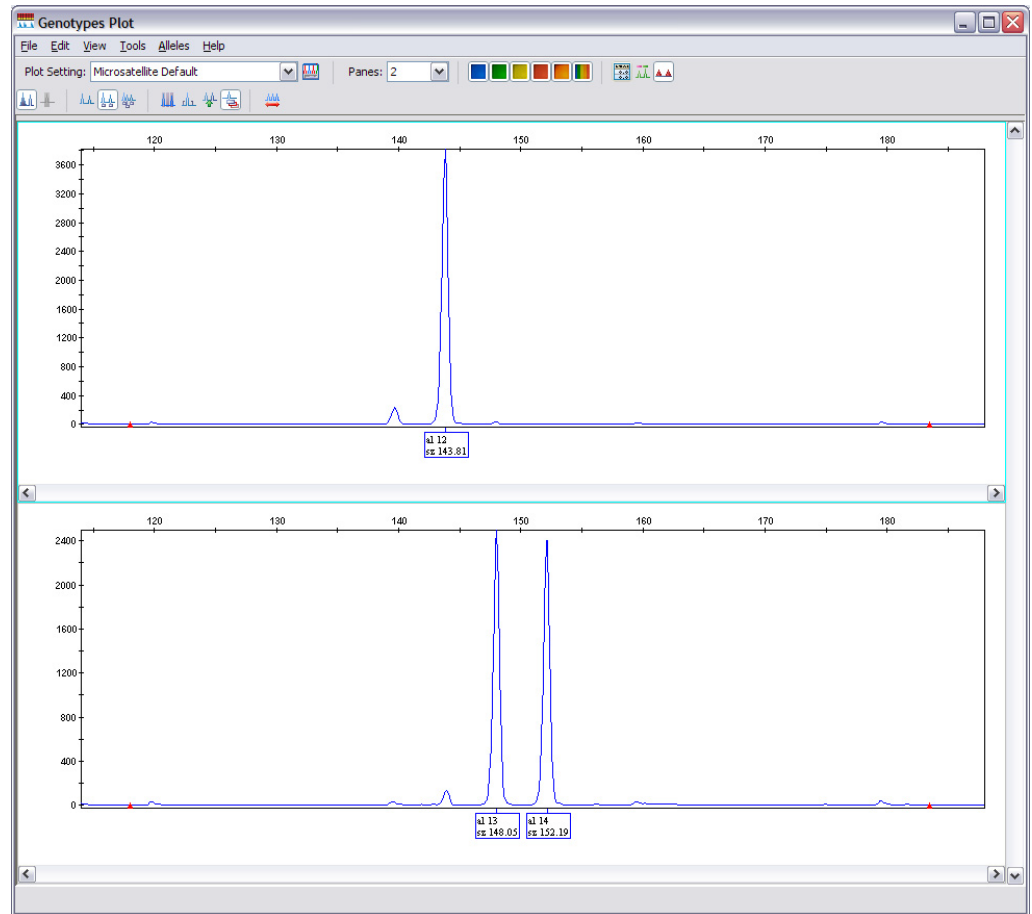 Genotypes Plot
File Edit View Tools Alleles Help
Plot Setting: Microsatellite Default Panes: 2
120 130 140 150 160 170 180
3600
3200
2800
2400
2000
1600
1200
800
400
0
al 12
sz 143.81
120 130 140 150 160 170 180
2400
2000
1600
1200
800
400
0
al 13 al 14
sz 148.05 sz 152.19